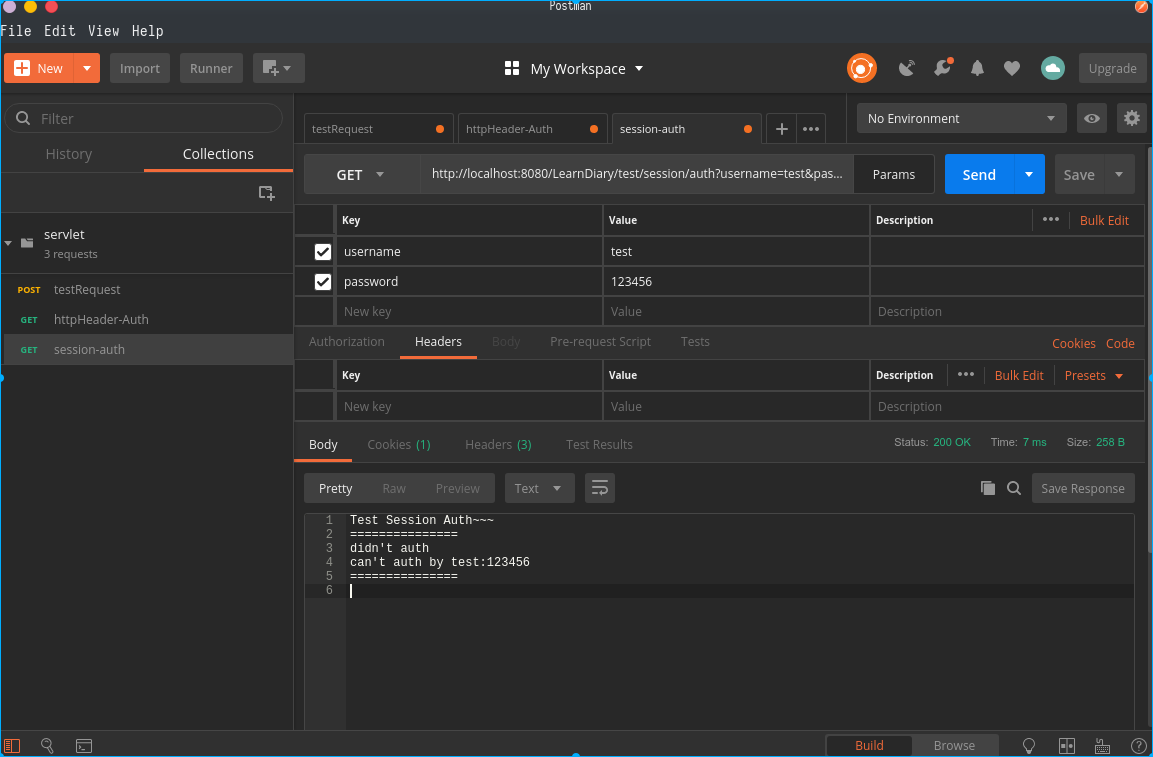 Postman
File Edit View Help
New Import Runner My Workspace Upgrade
Filter
History Collections
servlet
3 requests
POST testRequest
GET httpHeader-Auth
GET session-auth
testRequest httpHeader-Auth session-auth No Environment
GET http://localhost:8080/LearnDiary/test/session/auth?username=test&pas... Params Send Save
Key Value Description Bulk Edit
username test
password 123456
New key Value Description
Authorization Headers Body Pre-request Script Tests Cookies Code
Key Value Description Bulk Edit Presets
New key Value Description
Body Cookies (1) Headers (3) Test Results Status: 200 OK Time: 7 ms Size: 258 B
Pretty Raw Preview Text Save Response
1 Test Session Auth~~~
2 ===============
3 didn't auth
4 can't auth by test:123456
5 ===============
6
Build Browse